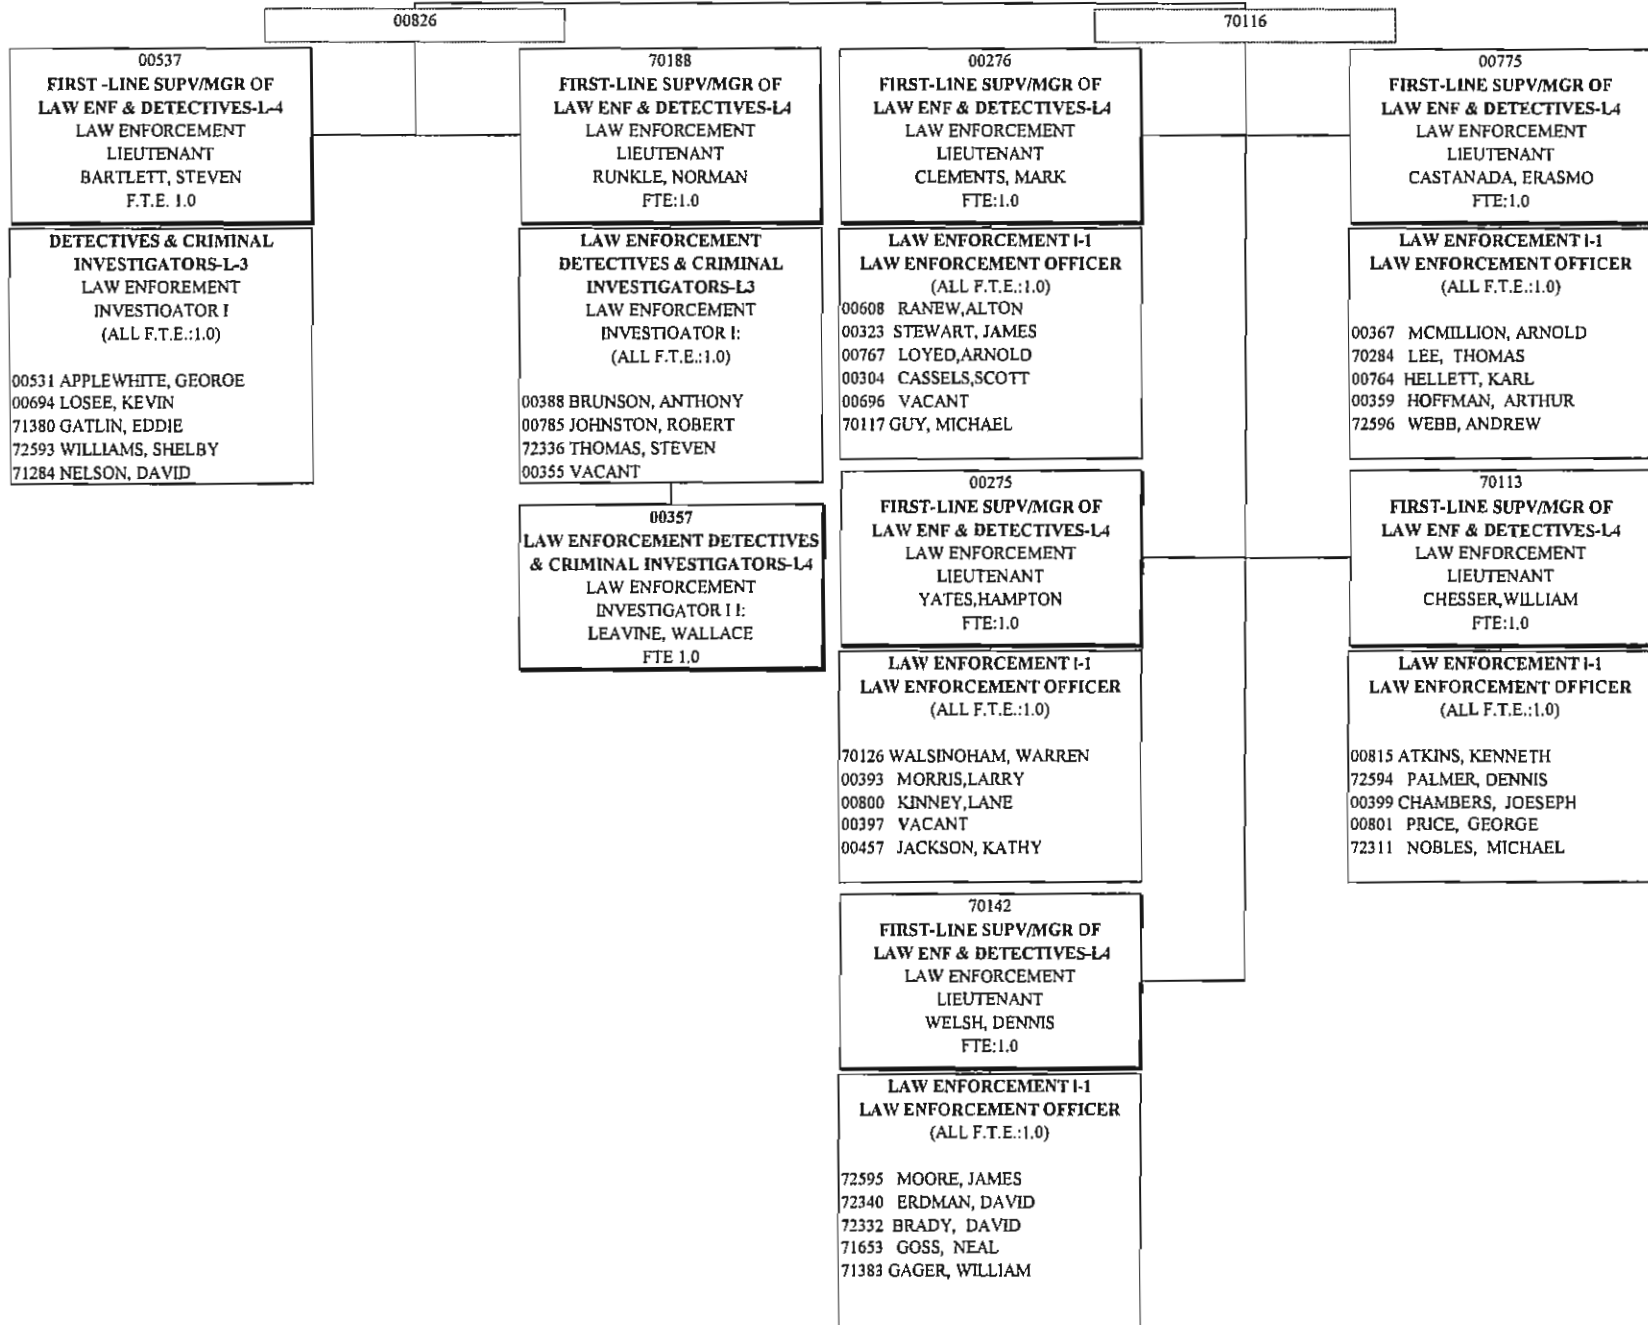 00826
70116
00537
FIRST -LINE SUPV/MGR OF
LAW ENF & DETECTIVES-L-4
LAW ENFORCEMENT
LIEUTENANT
BARTLETT, STEVEN
F.T.E. 1.0
DETECTIVES & CRIMINAL
INVESTIGATORS-L-3
LAW ENFOREMENT
INVESTIOATOR I
(ALL F.T.E.:1.0)
00531 APPLEWHITE, GEOROE
00694 LOSEE, KEVIN
71380 GATLIN, EDDIE
72593 WILLIAMS, SHELBY
71284 NELSON, DAVID
70188
FIRST-LINE SUPV/MGR OF
LAW ENF & DETECTIVES-L4
LAW ENFORCEMENT
LIEUTENANT
RUNKLE, NORMAN
FTE:1.0
LAW ENFORCEMENT
DETECTIVES & CRIMINAL
INVESTIGATORS-L3
LAW ENFORCEMENT
INVESTIOATOR I:
(ALL F.T.E.:1.0)
00388 BRUNSON, ANTHONY
00785 JOHNSTON, ROBERT
72336 THOMAS, STEVEN
00355 VACANT
00357
LAW ENFORCEMENT DETECTIVES
& CRIMINAL INVESTIGATORS-L4
LAW ENFORCEMENT
INVESTIGATOR I I:
LEAVINE, WALLACE
FTE 1.0
00276
FIRST-LINE SUPV/MGR OF
LAW ENF & DETECTIVES-L4
LAW ENFORCEMENT
LIEUTENANT
CLEMENTS, MARK
FTE:1.0
LAW ENFORCEMENT I-1
LAW ENFORCEMENT OFFICER
(ALL F.T.E.:1.0)
00608 RANEW,ALTON
00323 STEWART, JAMES
00767 LOYED,ARNOLD
00304 CASSELS,SCOTT
00696 VACANT
70117 GUY, MICHAEL
00275
FIRST-LINE SUPV/MGR OF
LAW ENF & DETECTIVES-L4
LAW ENFORCEMENT
LIEUTENANT
YATES,HAMPTON
FTE:1.0
LAW ENFORCEMENT I-1
LAW ENFORCEMENT OFFICER
(ALL F.T.E.:1.0)
70126 WALSINOHAM, WARREN
00393 MORRIS,LARRY
00800 KINNEY,LANE
00397 VACANT
00457 JACKSON, KATHY
70142
FIRST-LINE SUPV/MGR OF
LAW ENF & DETECTIVES-L4
LAW ENFORCEMENT
LIEUTENANT
WELSH, DENNIS
FTE:1.0
LAW ENFORCEMENT I-1
LAW ENFORCEMENT OFFICER
(ALL F.T.E.:1.0)
72595 MOORE, JAMES
72340 ERDMAN, DAVID
72332 BRADY, DAVID
71653 GOSS, NEAL
71383 GAGER, WILLIAM
00775
FIRST-LINE SUPV/MGR OF
LAW ENF & DETECTIVES-L4
LAW ENFORCEMENT
LIEUTENANT
CASTANADA, ERASMO
FTE:1.0
LAW ENFORCEMENT I-1
LAW ENFORCEMENT OFFICER
(ALL F.T.E.:1.0)
00367 MCMILLION, ARNOLD
70284 LEE, THOMAS
00764 HELLETT, KARL
00359 HOFFMAN, ARTHUR
72596 WEBB, ANDREW
70113
FIRST-LINE SUPV/MGR OF
LAW ENF & DETECTIVES-L4
LAW ENFORCEMENT
LIEUTENANT
CHESSER,WILLIAM
FTE:1.0
LAW ENFORCEMENT I-1
LAW ENFORCEMENT OFFICER
(ALL F.T.E.:1.0)
00815 ATKINS, KENNETH
72594 PALMER, DENNIS
00399 CHAMBERS, JOESEPH
00801 PRICE, GEORGE
72311 NOBLES, MICHAEL